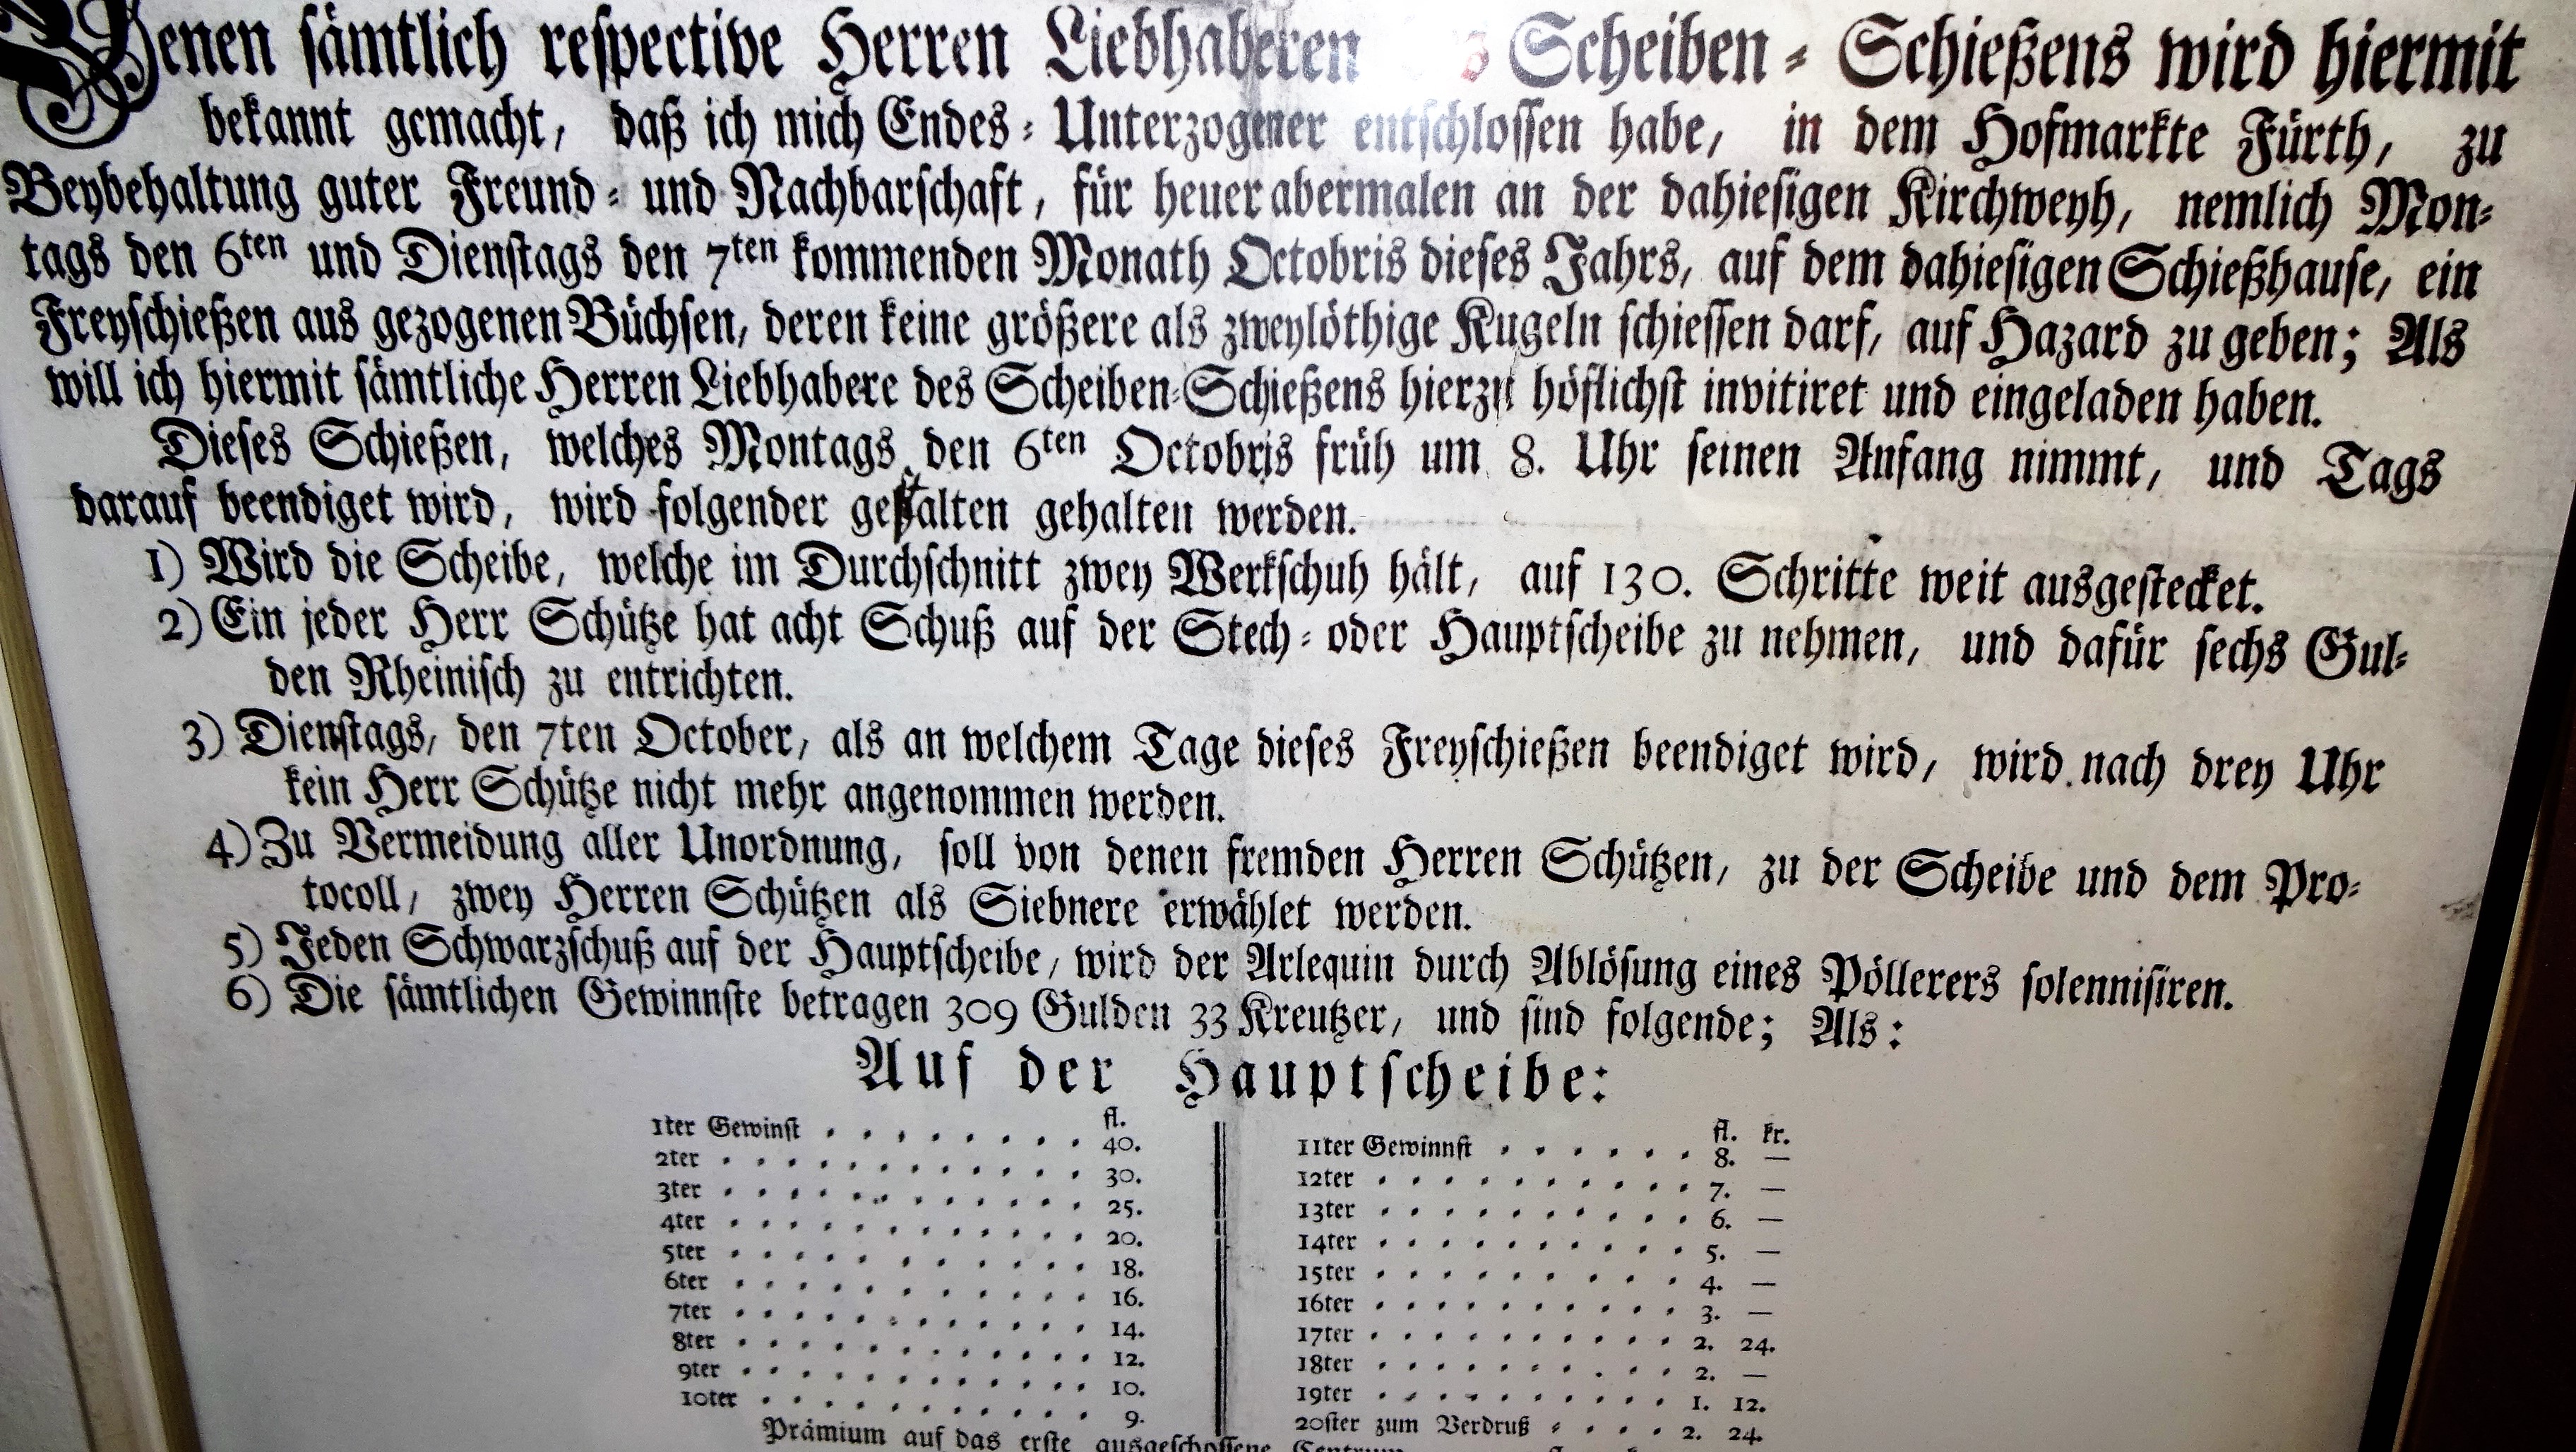 Denen sämtlich respective Herren Liebhaberen Scheiben-Schießens wird hiermit
bekannt gemacht, daß ich mich Endes-Unterzogener entschlossen habe, in dem Hofmarkte Fürth, zu
Beybehaltung guter Freund- und Nachbarschaft, für heuer abermalen an der dahiesigen Kirchweyh, nemlich Mon-
tags den 6ten und Dienstags den 7ten kommenden Monath Octobris dieses Jahrs, auf dem dahiesigen Schießhause, ein
Freyschießen aus gezogenen Büchsen, deren keine größere als zweylöthige Kugeln schiessen darf, auf Hazard zu geben; Als
will ich hiermit sämtliche Herren Liebhabere des Scheiben-Schießens hierzu höflichst invitiret und eingeladen haben.
Dieses Schießen, welches Montags den 6ten Octobris früh um 8. Uhr seinen Anfang nimmt, und Tags
darauf beendiget wird, wird folgender gestalten gehalten werden.
1) Wird die Scheibe, welche im Durchschnitt zwey Werkschuh hält, auf 130. Schritte weit ausgestecket.
2) Ein jeder Herr Schütze hat acht Schuß auf der Stech- oder Hauptscheibe zu nehmen, und dafür sechs Gul-
den Rheinisch zu entrichten.
3) Dienstags, den 7ten October, als an welchem Tage dieses Freyschießen beendiget wird, wird nach drey Uhr
kein Herr Schütze nicht mehr angenommen werden.
4) Zu Vermeidung aller Unordnung, soll von denen fremden Herren Schützen, zu der Scheibe und dem Pro-
tocoll, zwey Herren Schützen als Siebnere erwählet werden.
5) Jeden Schwarzschuß auf der Hauptscheibe, wird der Arlequin durch Ablösung eines Pöllerers solennisiren.
6) Die sämtlichen Gewinnste betragen 309 Gulden 33 Kreutzer, und sind folgende; Als:
Auf der Hauptscheibe:
fl.
1ter Gewinst . . . . . . . . . 40.
2ter . . . . . . . . . . . . 30.
3ter . . . . . . . . . . . . 25.
4ter . . . . . . . . . . . . 20.
5ter . . . . . . . . . . . . 18.
6ter . . . . . . . . . . . . 16.
7ter . . . . . . . . . . . . 14.
8ter . . . . . . . . . . . . 12.
9ter . . . . . . . . . . . . 10.
10ter . . . . . . . . . . . . 9.
fl. kr.
11ter Gewinnst . . . . . . 8. —
12ter . . . . . . . . . . 7. —
13ter . . . . . . . . . . 6. —
14ter . . . . . . . . . . 5. —
15ter . . . . . . . . . . 4. —
16ter . . . . . . . . . . 3. —
17ter . . . . . . . . . . 2. 24.
18ter . . . . . . . . . . 2. —
19ter . . . . . . . . . . 1. 12.
20ster zum Verdruß . . . . 2. 24.
Prämium auf das erste ausgeschossene Centrum